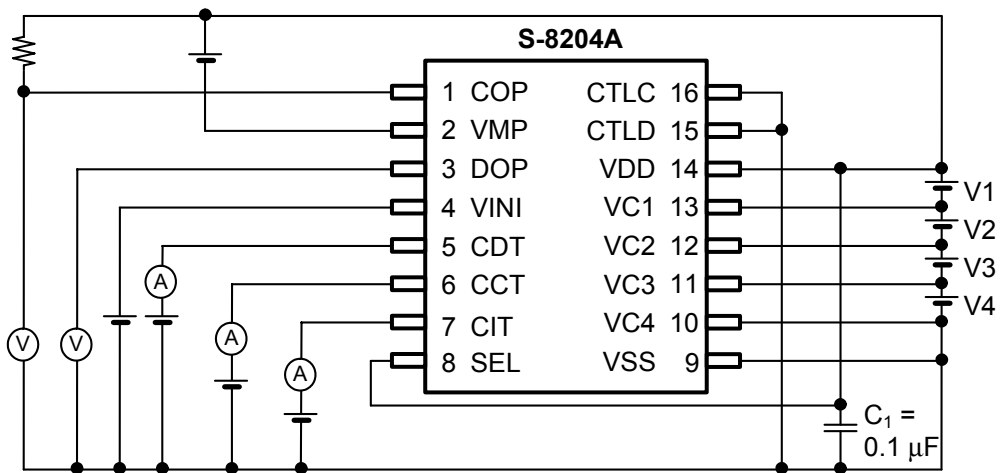 S-8204A
1 COP
2 VMP
3 DOP
4 VINI
5 CDT
6 CCT
7 CIT
8 SEL
CTLC 16
CTLD 15
VDD 14
VC1 13
VC2 12
VC3 11
VC4 10
VSS 9
V1
V2
V3
V4
V
V
A
A
A
C₁ =
0.1 μF